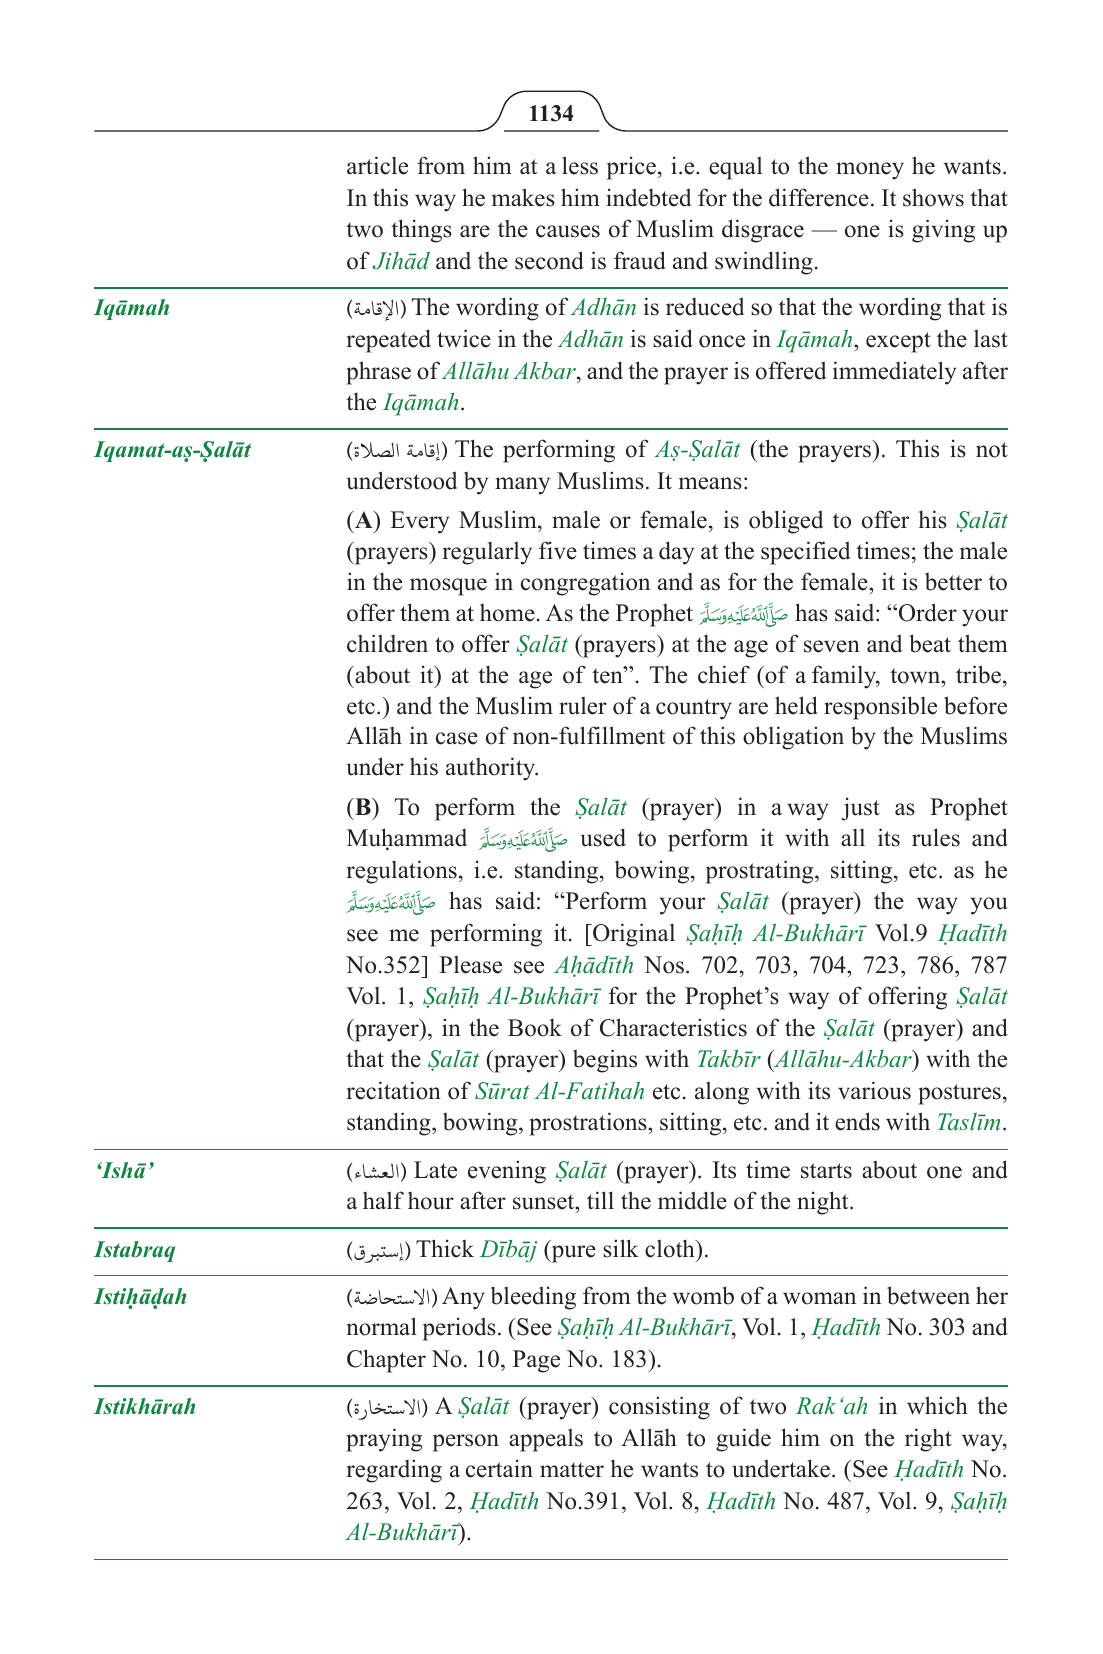 1134
article from him at a less price, i.e. equal to the money he wants.
In this way he makes him indebted for the difference. It shows that
two things are the causes of Muslim disgrace — one is giving up
of Jihād and the second is fraud and swindling.
Iqāmah (الإقامة) The wording of Adhān is reduced so that the wording that is
repeated twice in the Adhān is said once in Iqāmah, except the last
phrase of Allāhu Akbar, and the prayer is offered immediately after
the Iqāmah.
Iqamat-aṣ-Ṣalāt (إقامة الصلاة) The performing of Aṣ-Ṣalāt (the prayers). This is not
understood by many Muslims. It means:
(A) Every Muslim, male or female, is obliged to offer his Ṣalāt
(prayers) regularly five times a day at the specified times; the male
in the mosque in congregation and as for the female, it is better to
offer them at home. As the Prophet صَلَّى اللَّهُ عَلَيْهِ وَسَلَّمَ has said: “Order your
children to offer Ṣalāt (prayers) at the age of seven and beat them
(about it) at the age of ten”. The chief (of a family, town, tribe,
etc.) and the Muslim ruler of a country are held responsible before
Allāh in case of non-fulfillment of this obligation by the Muslims
under his authority.
(B) To perform the Ṣalāt (prayer) in a way just as Prophet
Muḥammad صَلَّى اللَّهُ عَلَيْهِ وَسَلَّمَ used to perform it with all its rules and
regulations, i.e. standing, bowing, prostrating, sitting, etc. as he
صَلَّى اللَّهُ عَلَيْهِ وَسَلَّمَ has said: “Perform your Ṣalāt (prayer) the way you
see me performing it. [Original Ṣaḥīḥ Al-Bukhārī Vol.9 Ḥadīth
No.352] Please see Aḥādīth Nos. 702, 703, 704, 723, 786, 787
Vol. 1, Ṣaḥīḥ Al-Bukhārī for the Prophet’s way of offering Ṣalāt
(prayer), in the Book of Characteristics of the Ṣalāt (prayer) and
that the Ṣalāt (prayer) begins with Takbīr (Allāhu-Akbar) with the
recitation of Sūrat Al-Fatihah etc. along with its various postures,
standing, bowing, prostrations, sitting, etc. and it ends with Taslīm.
‘Ishā’ (العشاء) Late evening Ṣalāt (prayer). Its time starts about one and
a half hour after sunset, till the middle of the night.
Istabraq (إستبرق) Thick Dībāj (pure silk cloth).
Istiḥāḍah (الاستحاضة) Any bleeding from the womb of a woman in between her
normal periods. (See Ṣaḥīḥ Al-Bukhārī, Vol. 1, Ḥadīth No. 303 and
Chapter No. 10, Page No. 183).
Istikhārah (الاستخارة) A Ṣalāt (prayer) consisting of two Rak‘ah in which the
praying person appeals to Allāh to guide him on the right way,
regarding a certain matter he wants to undertake. (See Ḥadīth No.
263, Vol. 2, Ḥadīth No.391, Vol. 8, Ḥadīth No. 487, Vol. 9, Ṣaḥīḥ
Al-Bukhārī).